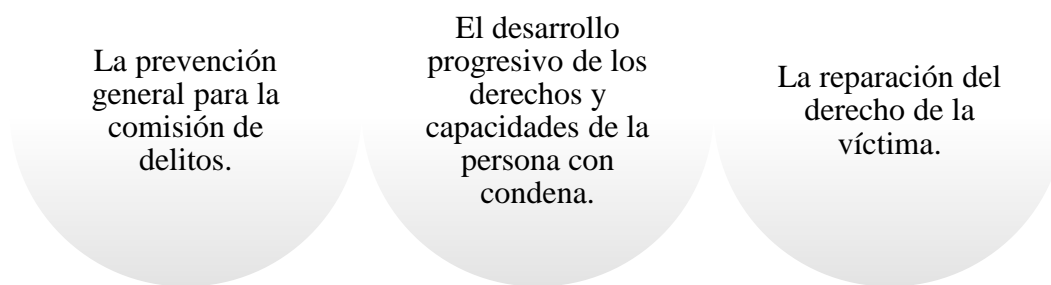 La prevención
general para la
comisión de
delitos.
El desarrollo
progresivo de los
derechos y
capacidades de la
persona con
condena.
La reparación del
derecho de la
víctima.